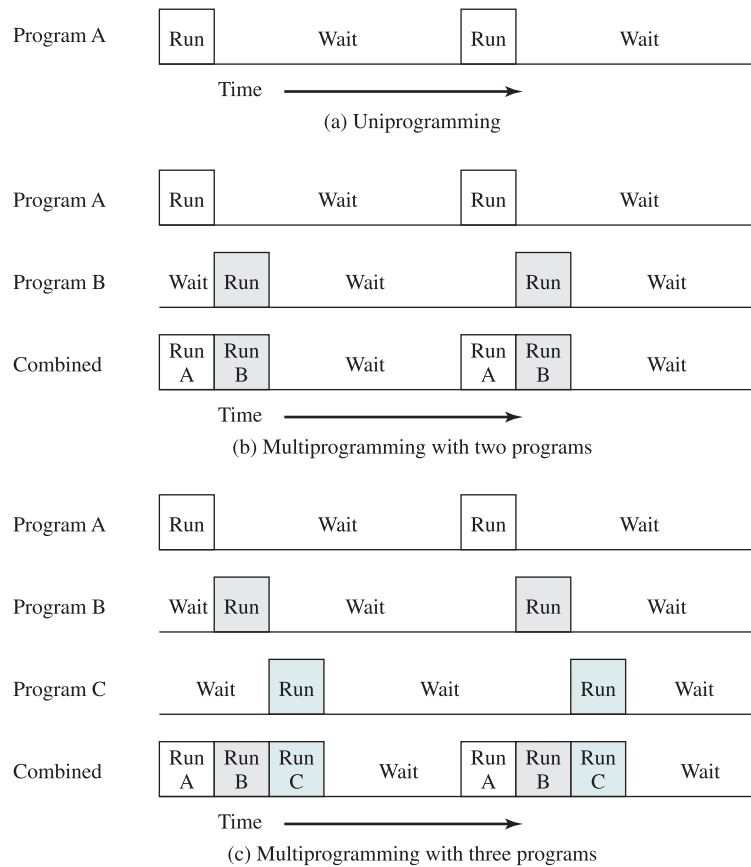 Program A Run Wait Run Wait
Time
(a) Uniprogramming
Program A Run Wait Run Wait
Program B Wait Run Wait Run Wait
Combined Run A Run B Wait Run A Run B Wait
Time
(b) Multiprogramming with two programs
Program A Run Wait Run Wait
Program B Wait Run Wait Run Wait
Program C Wait Run Wait Run Wait
Combined Run A Run B Run C Wait Run A Run B Run C Wait
Time
(c) Multiprogramming with three programs